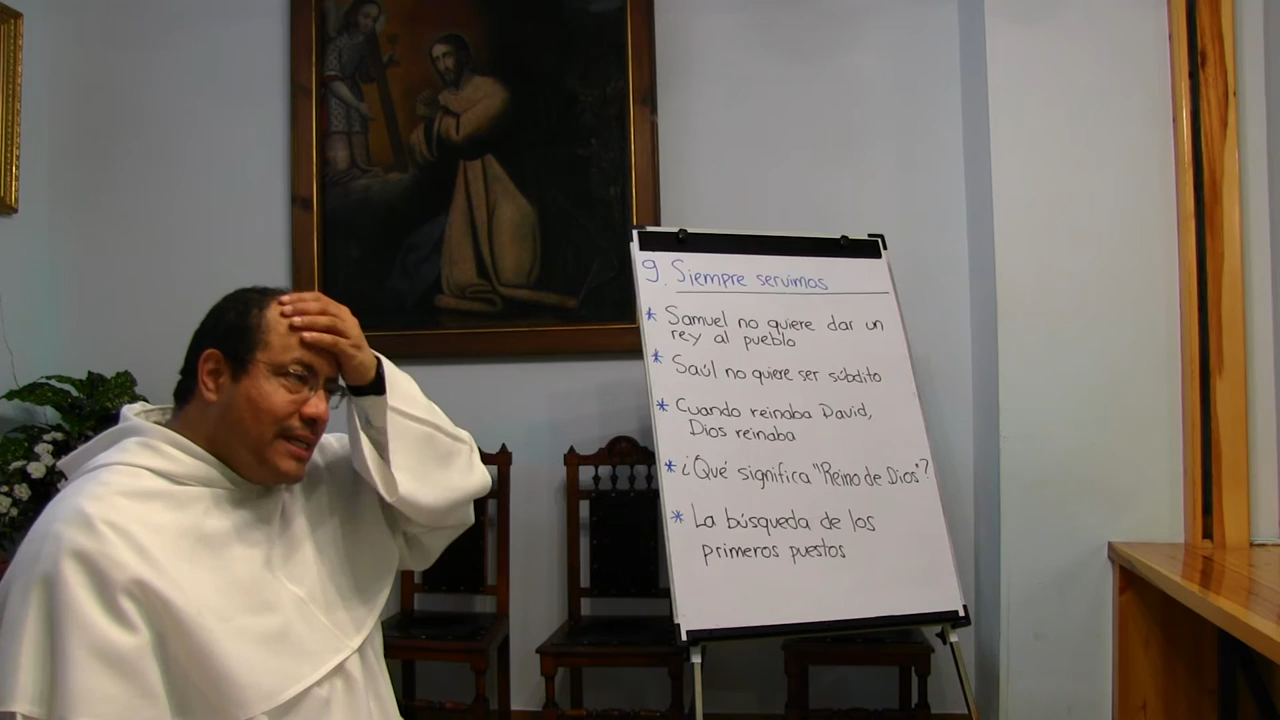 9. Siempre servimos
* Samuel no quiere dar un
rey al pueblo
* Saúl no quiere ser súbdito
* Cuando reinaba David,
Dios reinaba
* ¿Qué significa "Reino de Dios"?
* La búsqueda de los
primeros puestos